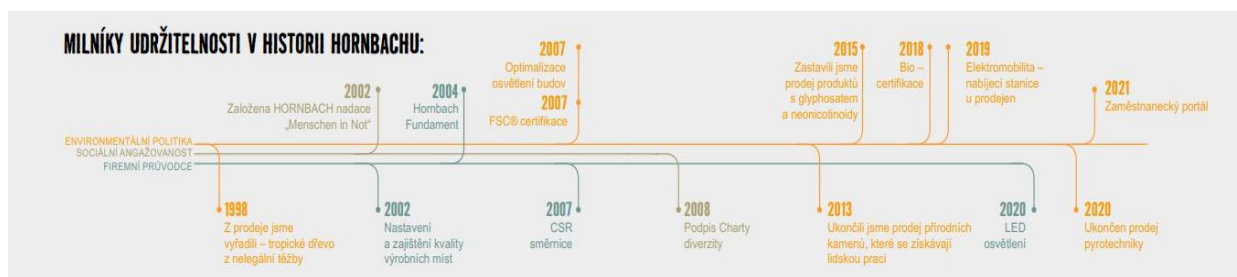 MILNÍKY UDRŽITELNOSTI V HISTORII HORNBACHU:
2002
Založena HORNBACH nadace
„Menschen in Not“
2004
Hornbach
Fundament
2007
Optimalizace
osvětlení budov
2007
FSC® certifikace
2015
Zastavili jsme
prodej produktů
s glyphosatem
a neonicotinoidy
2018
Bio –
certifikace
2019
Elektromobilita –
nabíjecí stanice
u prodejen
2021
Zaměstnanecký portál
ENVIRONMENTÁLNÍ POLITIKA
SOCIÁLNÍ ANGAŽOVANOST
FIREMNÍ PRŮVODCE
1998
Z prodeje jsme
vyřadili – tropické dřevo
z nelegální těžby
2002
Nastavení
a zajištění kvality
výrobních míst
2007
CSR
směrnice
2008
Podpis Charty
diverzity
2013
Ukončili jsme prodej přírodních
kamenů, které se získávají
lidskou prací
2020
LED
osvětlení
2020
Ukončen prodej
pyrotechniky